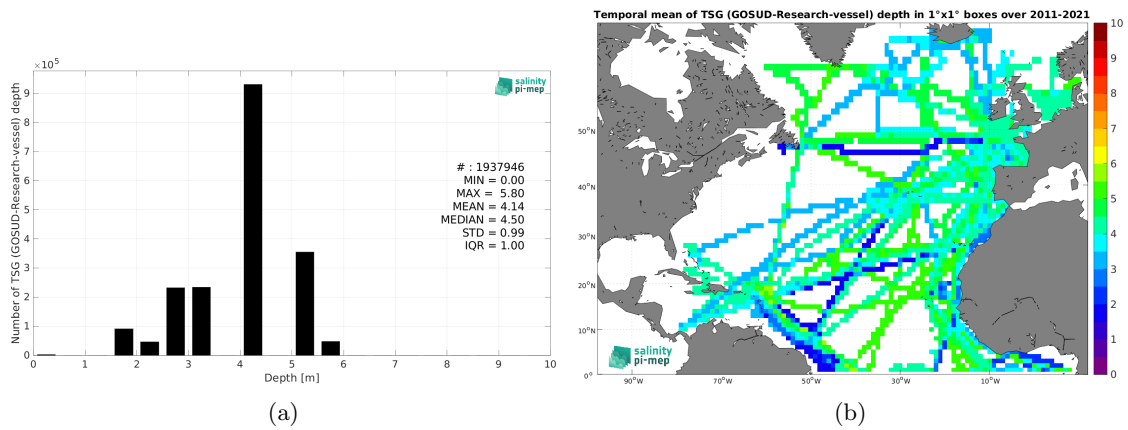 Temporal mean of TSG (GOSUD-Research-vessel) depth in 1°x1° boxes over 2011-2021
×10⁵
Number of TSG (GOSUD-Research-vessel) depth
9
8
7
6
5
4
3
2
1
0
0 1 2 3 4 5 6 7 8 9 10
Depth [m]
salinity
pi-mep
# : 1937946
MIN = 0.00
MAX = 5.80
MEAN = 4.14
MEDIAN = 4.50
STD = 0.99
IQR = 1.00
50°N
40°N
30°N
20°N
10°N
0°
90°W 70°W 50°W 30°W 10°W
salinity
pi-mep
10
9
8
7
6
5
4
3
2
1
0
(a)
(b)